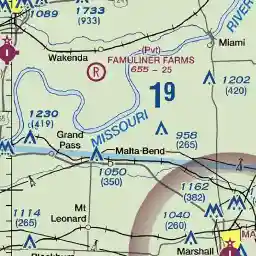 1089
1733
(933)
Wakenda
(Pvt)
FAMULINER FARMS
655 - 25
R
RIVER
Miami
1202
(420)
19
1230
(419)
MISSOURI
Grand
Pass
958
(265)
Malta-Bend
1050
(350)
1162
(382)
1114
(265)
Mt
Leonard
1040
(260)
Marshall
MA